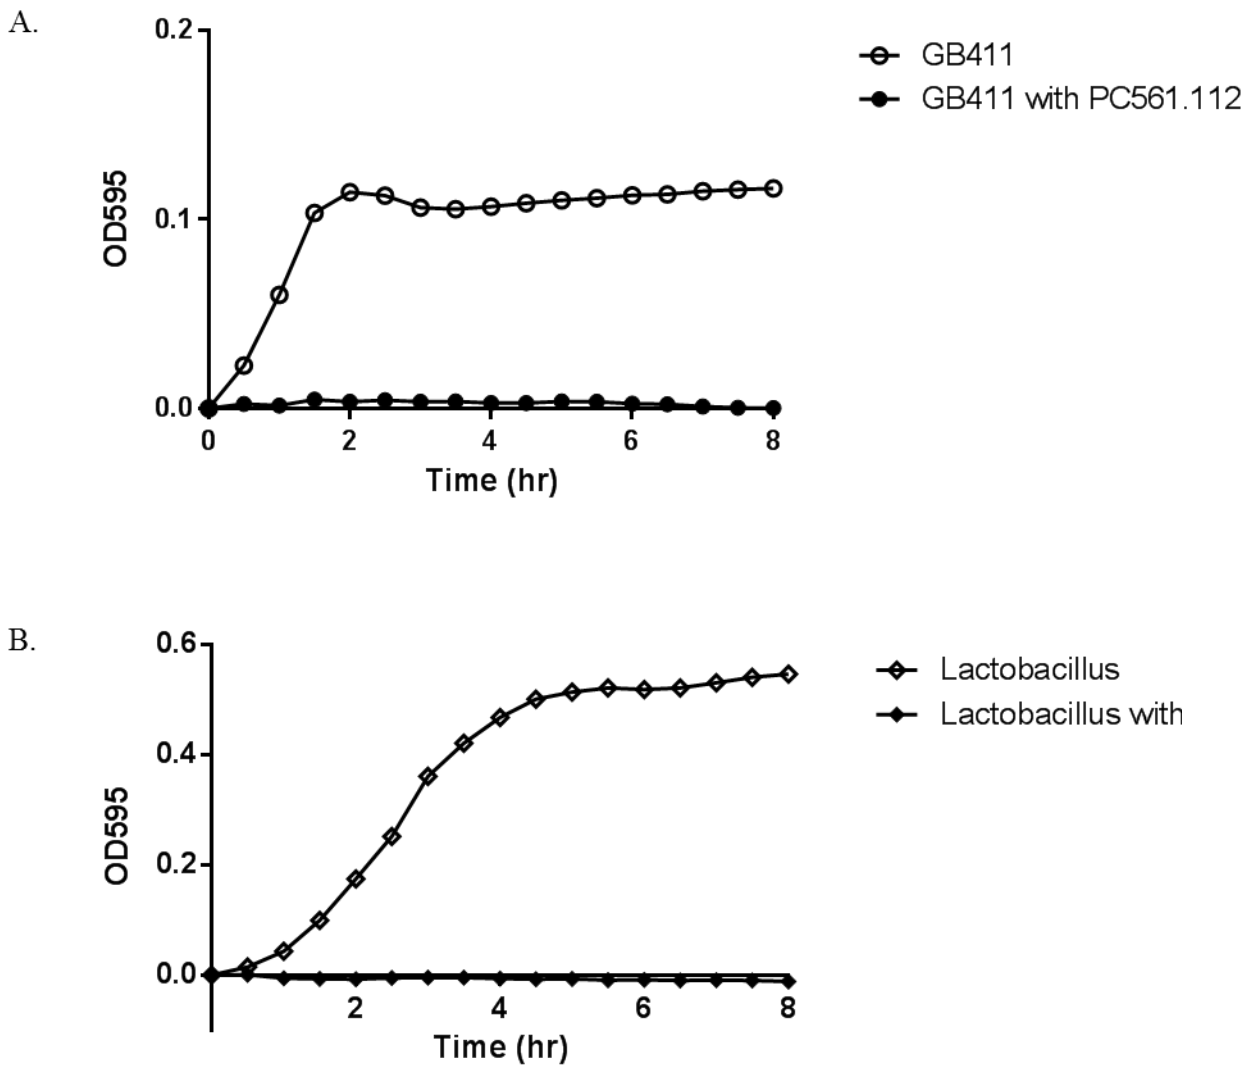 A.
0.2
GB411
GB411 with PC561.112
OD595
0.1
0.0
0 2 4 6 8
Time (hr)
B.
0.6
Lactobacillus
Lactobacillus with
0.4
OD595
0.2
0.0
2 4 6 8
Time (hr)